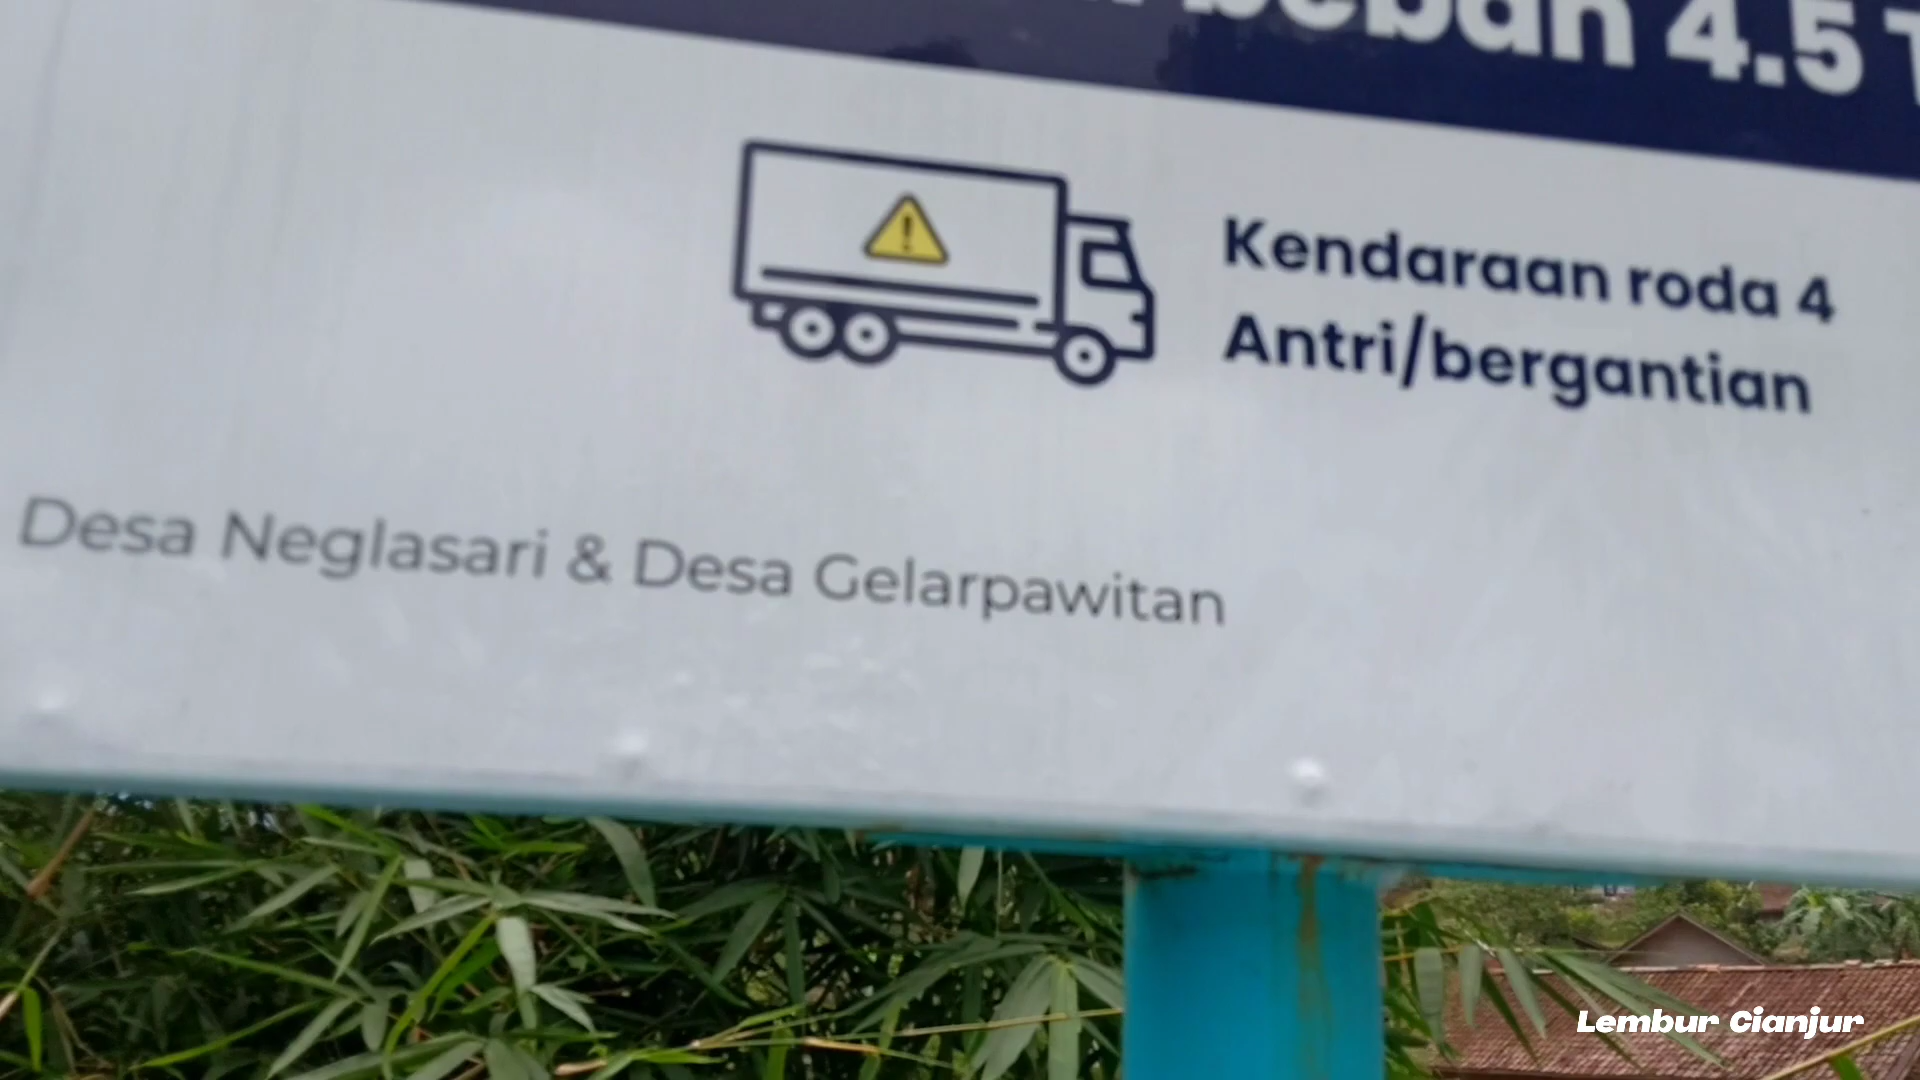 beban 4.5
Kendaraan roda 4
Antri/bergantian
Desa Neglasari & Desa Gelarpawitan
Lembur Cianjur